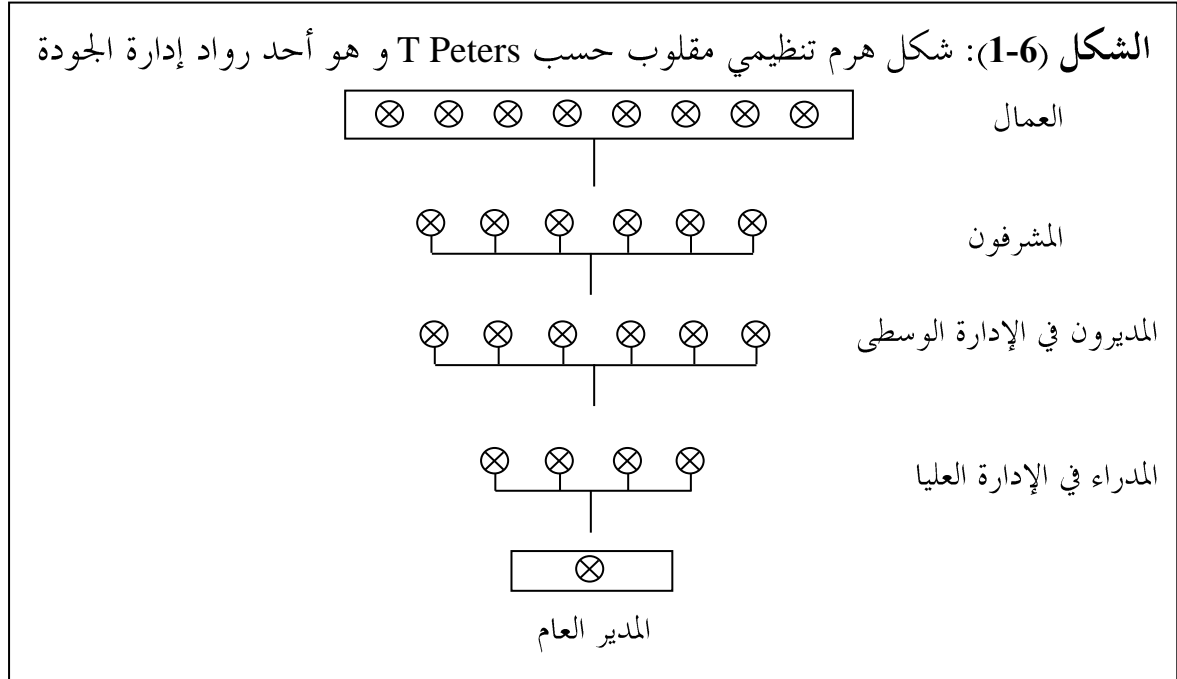 الشكل (6-1): شكل هرم تنظيمي مقلوب حسب T Peters و هو أحد رواد إدارة الجودة
العمال
المشرفون
المديرون في الإدارة الوسطى
المدراء في الإدارة العليا
المدير العام